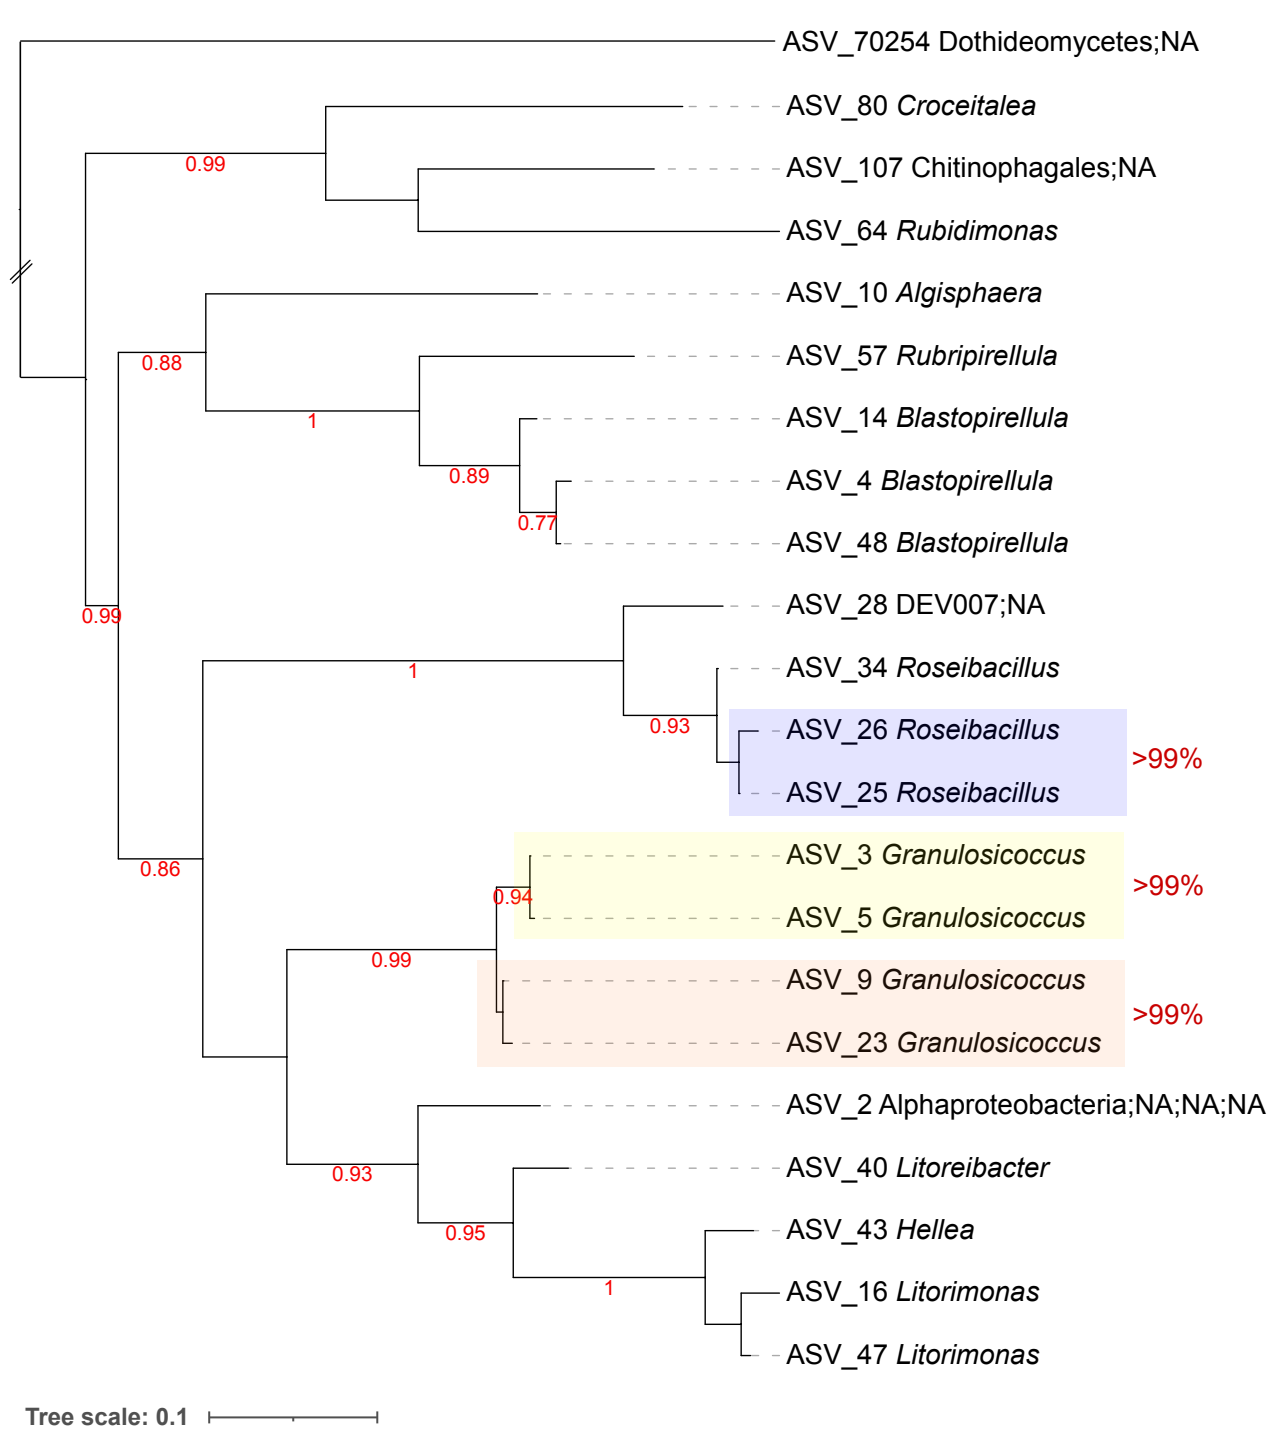 ASV_70254 Dothideomycetes;NA
ASV_80 Croceitalea
0.99
ASV_107 Chitinophagales;NA
ASV_64 Rubidimonas
ASV_10 Algisphaera
0.88
ASV_57 Rubripirellula
1
ASV_14 Blastopirellula
0.89
ASV_4 Blastopirellula
0.77
ASV_48 Blastopirellula
0.99
ASV_28 DEV007;NA
1
ASV_34 Roseibacillus
0.93
ASV_26 Roseibacillus
>99%
ASV_25 Roseibacillus
0.86
ASV_3 Granulosicoccus
0.94
>99%
ASV_5 Granulosicoccus
0.99
ASV_9 Granulosicoccus
>99%
ASV_23 Granulosicoccus
ASV_2 Alphaproteobacteria;NA;NA;NA
0.93
ASV_40 Litoreibacter
0.95
ASV_43 Hellea
1
ASV_16 Litorimonas
ASV_47 Litorimonas
Tree scale: 0.1